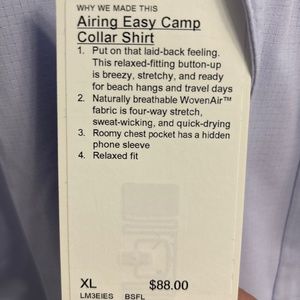 WHY WE MADE THIS
Airing Easy Camp
Collar Shirt
1. Put on that laid-back feeling.
This relaxed-fitting button-up
is breezy, stretchy, and ready
for beach hangs and travel days
2. Naturally breathable WovenAir™
fabric is four-way stretch,
sweat-wicking, and quick-drying
3. Roomy chest pocket has a hidden
phone sleeve
4. Relaxed fit
XL $88.00
LM3EIES BSFL